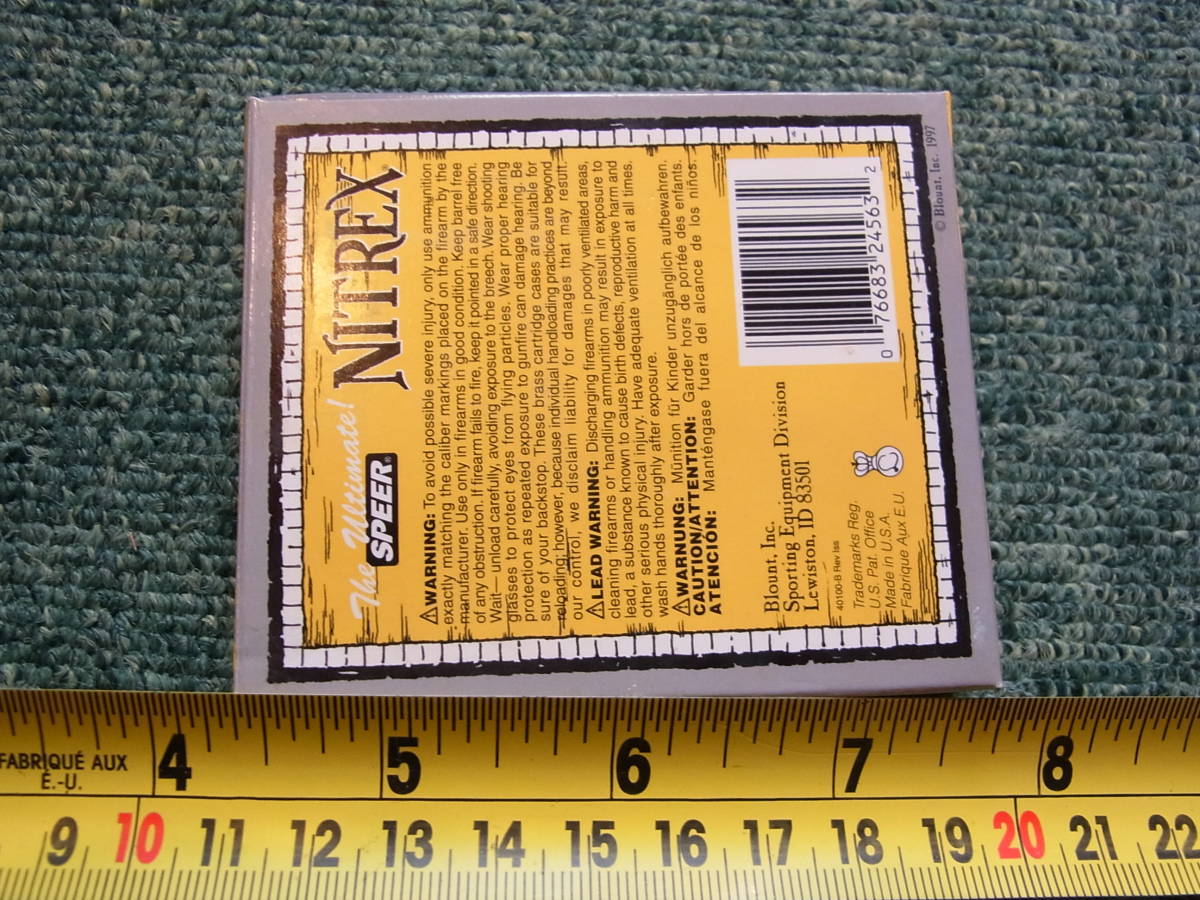 The Ultimate!
SPEER® NITREX®
⚠WARNING: To avoid possible severe injury, only use ammunition
exactly matching the caliber markings placed on the firearm by the
manufacturer. Use only in firearms in good condition. Keep barrel free
of any obstruction. If firearm fails to fire, keep it pointed in a safe direction.
Wait— unload carefully, avoiding exposure to the breech. Wear shooting
glasses to protect eyes from flying particles. Wear proper hearing
protection as repeated exposure to gunfire can damage hearing. Be
sure of your backstop. These brass cartridge cases are suitable for
reloading; however, because individual handloading practices are beyond
our control, we disclaim liability for damages that may result.
⚠LEAD WARNING: Discharging firearms in poorly ventilated areas,
cleaning firearms or handling ammunition may result in exposure to
lead, a substance known to cause birth defects, reproductive harm and
other serious physical injury. Have adequate ventilation at all times.
wash hands thoroughly after exposure.
⚠WARNUNG: Münition für Kinder unzugänglich aufbewahren.
CAUTION/ATTENTION: Garder hors de portée des enfants.
ATENCIÓN: Manténgase fuera del alcance de los niños.
Blount, Inc.
Sporting Equipment Division
Lewiston, ID 83501
40100-B Rev Iss
Trademarks Reg.
U.S. Pat. Office
Made in U.S.A.
Fabrique Aux E.U.
0 76683 24563 2
© Blount, Inc. 1997
FABRIQUÉ AUX
É.-U.
4 5 6 7 8
9 10 11 12 13 14 15 16 17 18 19 20 21 22